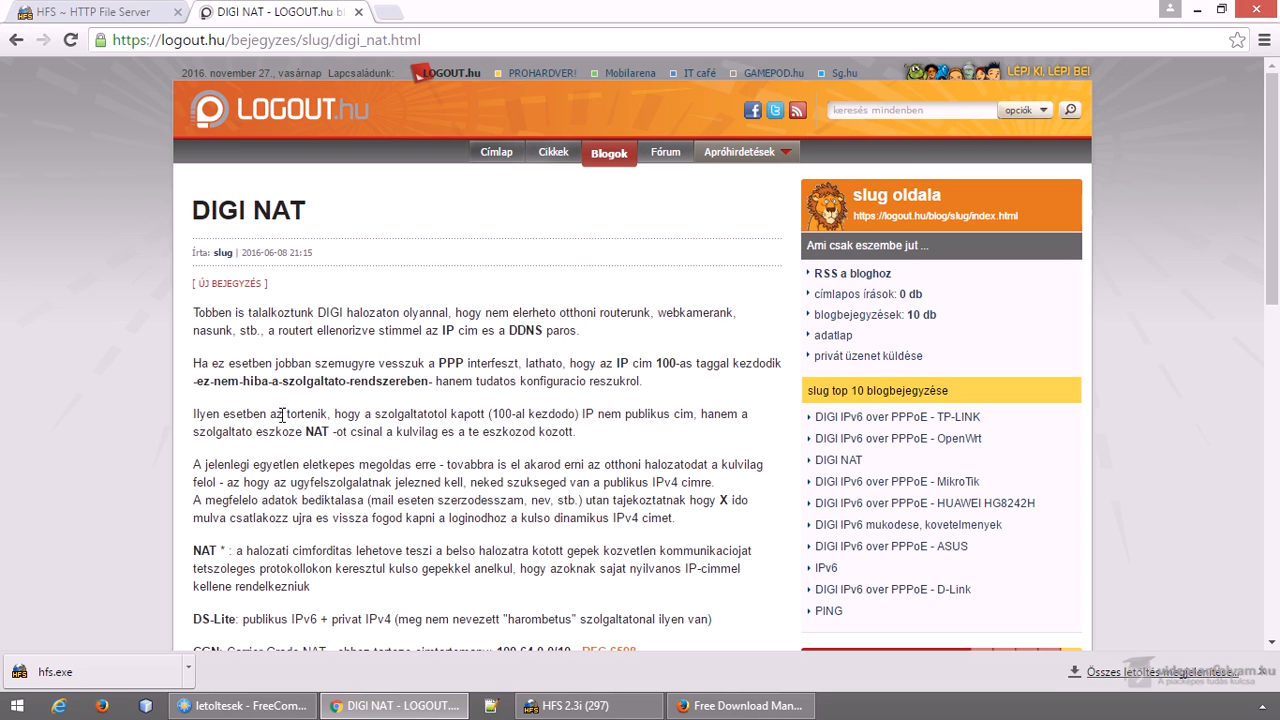 HFS ~ HTTP File Server
DIGI NAT - LOGOUT.hu bl
https://logout.hu/bejegyzes/slug/digi_nat.html
2016. november 27., vasárnap Lapcsaládunk: LOGOUT.hu PROHARDVER! Mobilarena IT café GAMEPOD.hu Sg.hu LÉPJ KI, LÉPJ BE!
LOGOUT.hu
keresés mindenben opciók
Címlap Cikkek Blogok Fórum Apróhirdetések
DIGI NAT
Írta: slug | 2016-06-08 21:15
[ ÚJ BEJEGYZÉS ]
Tobben is talalkoztunk DIGI halozaton olyannal, hogy nem elerheto otthoni routerunk, webkamerank,
nasunk, stb., a routert ellenorizve stimmel az IP cim es a DDNS paros.
Ha ez esetben jobban szemugyre vesszuk a PPP interfeszt, lathato, hogy az IP cim 100-as taggal kezdodik
-ez-nem-hiba-a-szolgaltato-rendszereben- hanem tudatos konfiguracio reszukrol.
Ilyen esetben az tortenik, hogy a szolgaltatotol kapott (100-al kezdodo) IP nem publikus cim, hanem a
szolgaltato eszkoze NAT -ot csinal a kulvilag es a te eszkozod kozott.
A jelenlegi egyetlen eletkepes megoldas erre - tovabbra is el akarod erni az otthoni halozatodat a kulvilag
felol - az hogy az ugyfelszolgalatnak jelezned kell, neked szukseged van a publikus IPv4 cimre.
A megfelelo adatok bediktalasa (mail eseten szerzodesszam, nev, stb.) utan tajekoztatnak hogy X ido
mulva csatlakozz ujra es vissza fogod kapni a loginodhoz a kulso dinamikus IPv4 cimet.
NAT * : a halozati cimforditas lehetove teszi a belso halozatra kotott gepek kozvetlen kommunikaciojat
tetszoleges protokollokon keresztul kulso gepekkel anelkul, hogy azoknak sajat nyilvanos IP-cimmel
kellene rendelkezniuk
DS-Lite: publikus IPv6 + privat IPv4 (meg nem nevezett "harombetus" szolgaltatonal ilyen van)
slug oldala
https://logout.hu/blog/slug/index.html
Ami csak eszembe jut ...
RSS a bloghoz
címlapos írások: 0 db
blogbejegyzések: 10 db
adatlap
privát üzenet küldése
slug top 10 blogbejegyzése
DIGI IPv6 over PPPoE - TP-LINK
DIGI IPv6 over PPPoE - OpenWrt
DIGI NAT
DIGI IPv6 over PPPoE - MikroTik
DIGI IPv6 over PPPoE - HUAWEI HG8242H
DIGI IPv6 mukodese, kovetelmenyek
DIGI IPv6 over PPPoE - ASUS
IPv6
DIGI IPv6 over PPPoE - D-Link
PING
hfs.exe
Összes letöltés megjelenítése...
letoltesek - FreeCom...
DIGI NAT - LOGOUT....
HFS 2.3i (297)
Free Download Man...